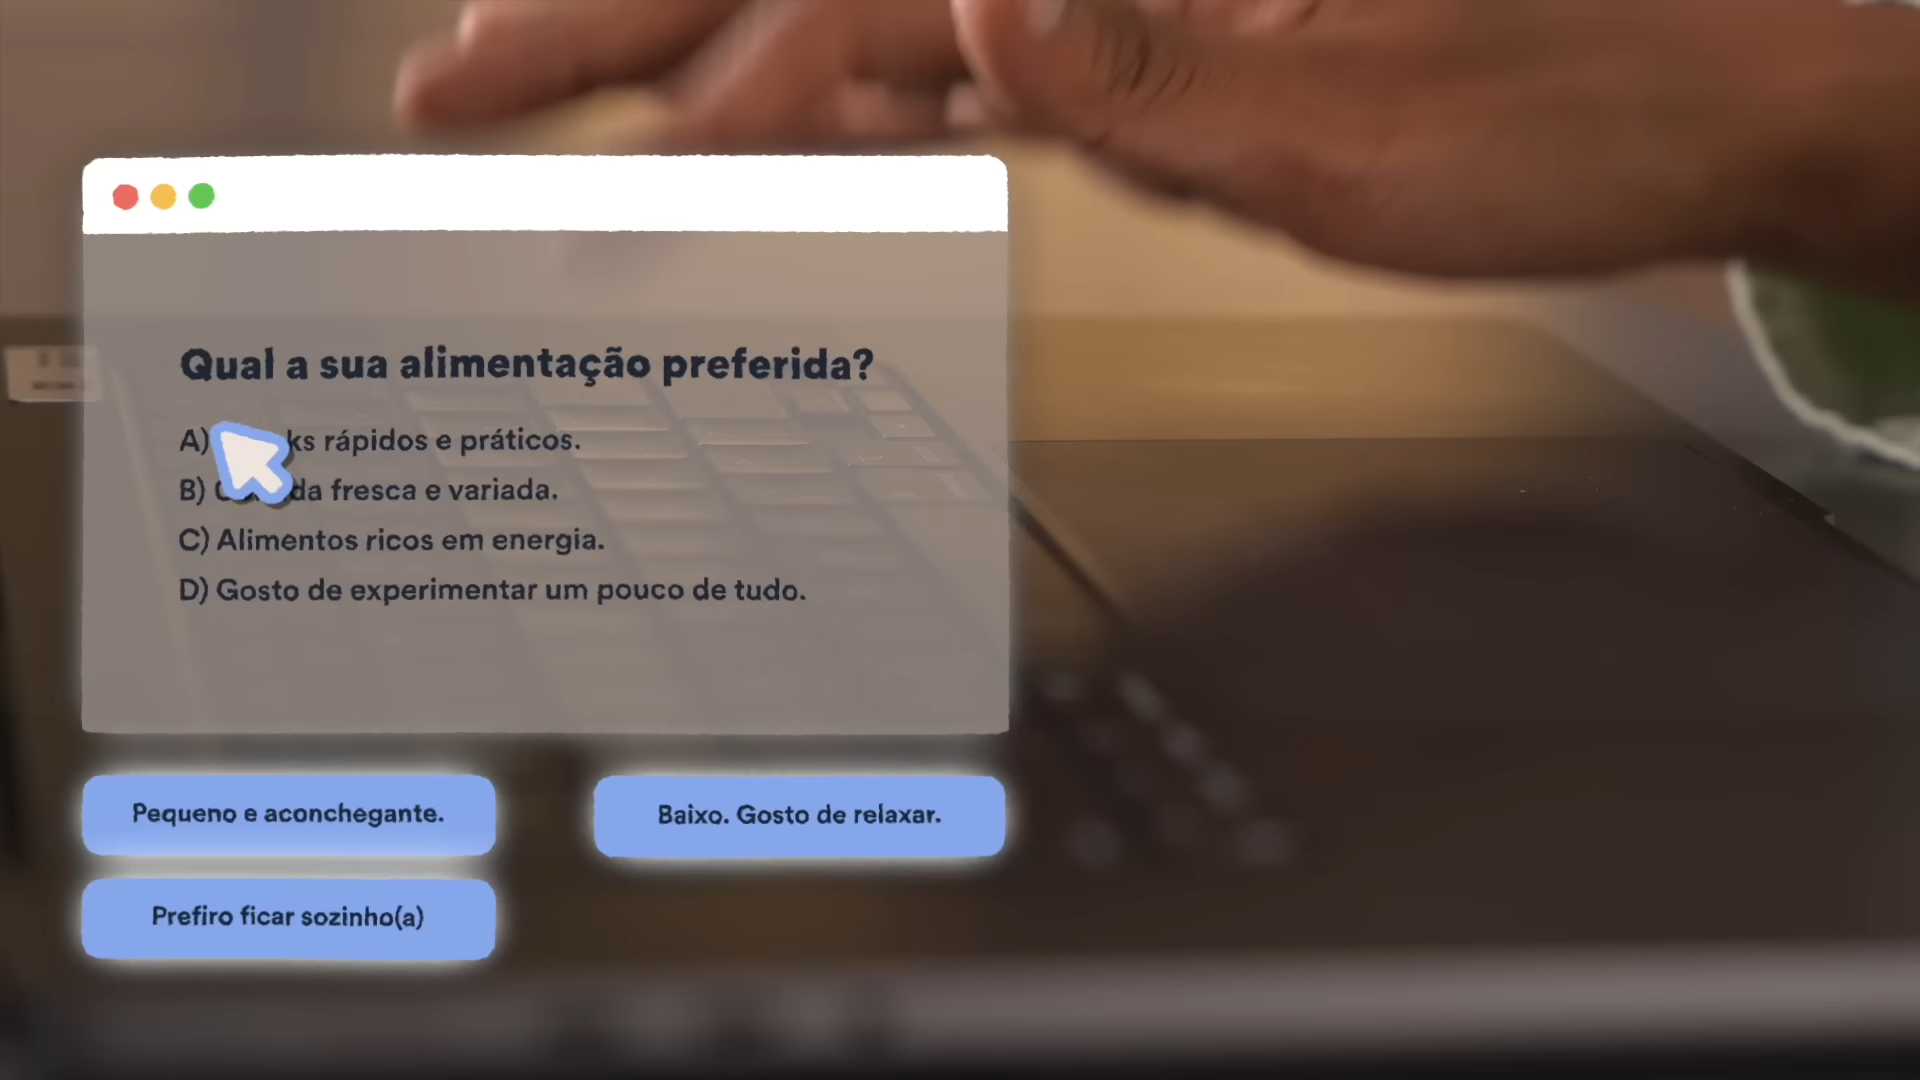 Qual a sua alimentação preferida?
A) ks rápidos e práticos.
B) da fresca e variada.
C) Alimentos ricos em energia.
D) Gosto de experimentar um pouco de tudo.
Pequeno e aconchegante.
Baixo. Gosto de relaxar.
Prefiro ficar sozinho(a)